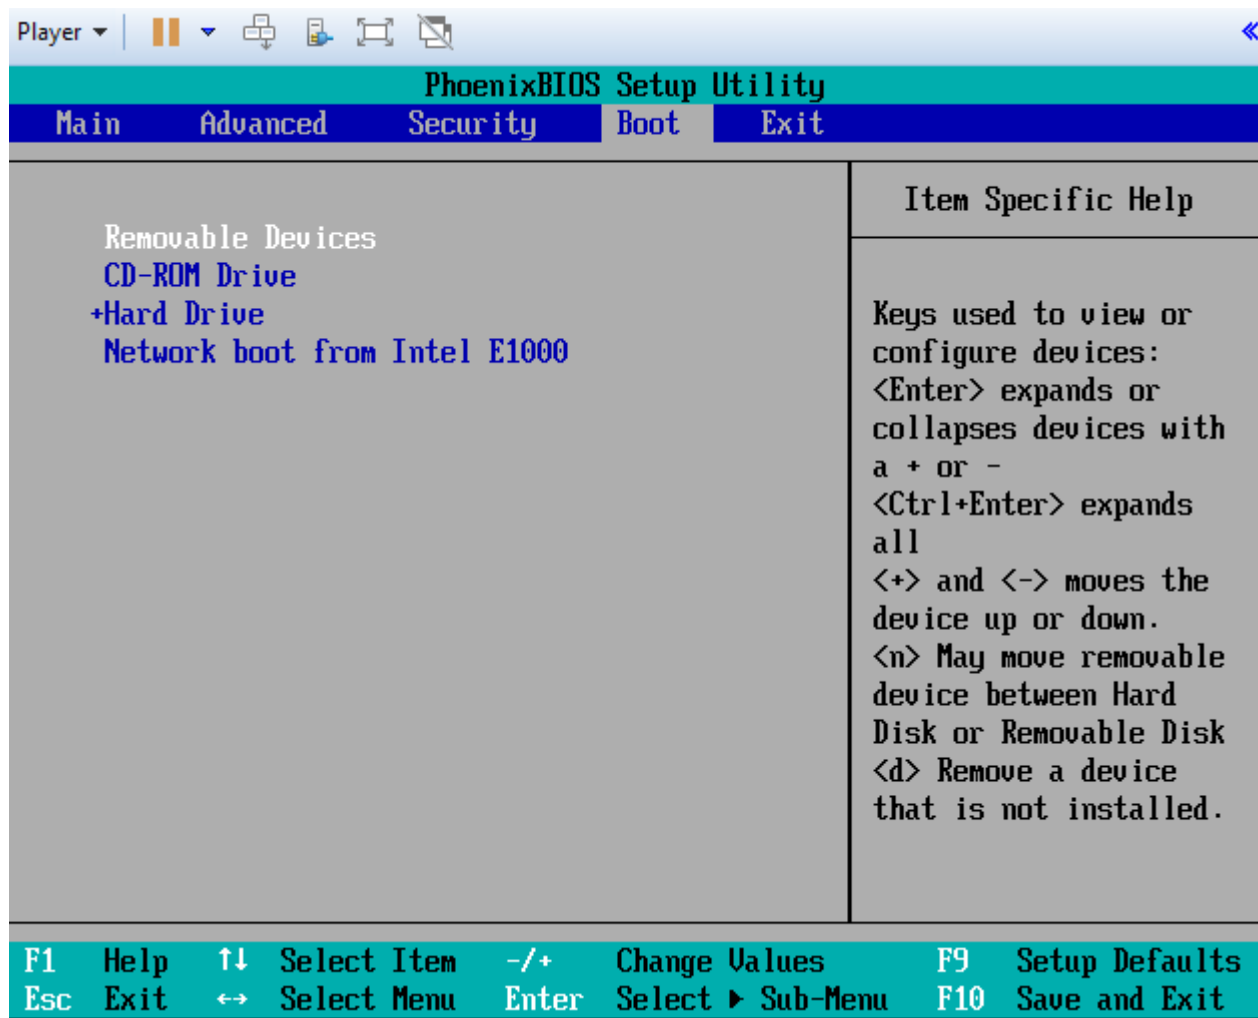 Player
PhoenixBIOS Setup Utility
Main Advanced Security Boot Exit
Removable Devices
CD-ROM Drive
+Hard Drive
Network boot from Intel E1000
Item Specific Help
Keys used to view or
configure devices:
<Enter> expands or
collapses devices with
a + or -
<Ctrl+Enter> expands
all
<+> and <-> moves the
device up or down.
<n> May move removable
device between Hard
Disk or Removable Disk
<d> Remove a device
that is not installed.
F1 Help ↑↓ Select Item -/+ Change Values F9 Setup Defaults
Esc Exit ↔ Select Menu Enter Select ▶ Sub-Menu F10 Save and Exit